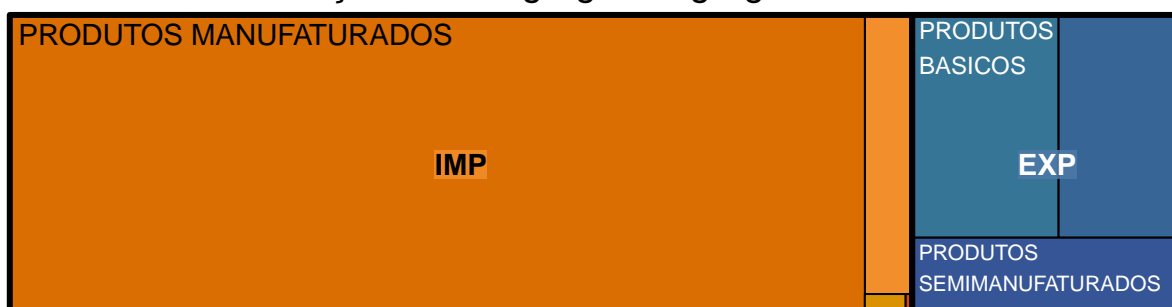 PRODUTOS MANUFATURADOS
IMP
PRODUTOS
BASICOS
EXP
PRODUTOS
SEMIMANUFATURADOS